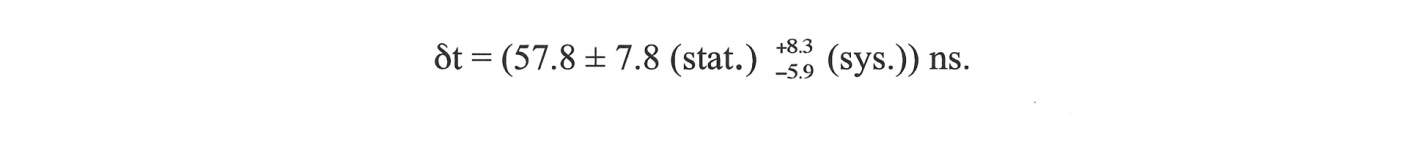 δt = (57.8 ± 7.8 (stat.) +8.3 −5.9 (sys.)) ns.